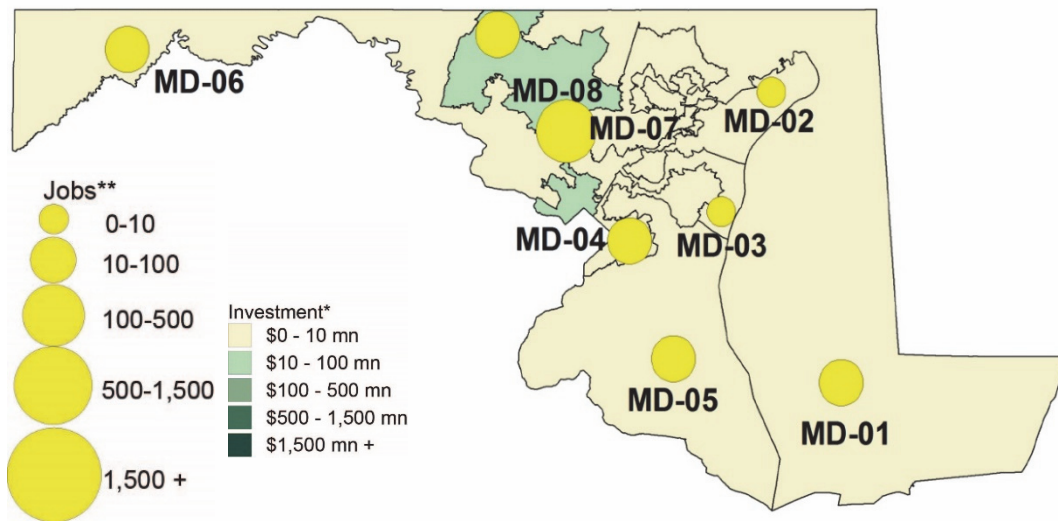 MD-06
MD-08
MD-07
MD-02
MD-04
MD-03
MD-05
MD-01
Jobs**
0-10
10-100
100-500
500-1,500
1,500 +
Investment*
$0 - 10 mn
$10 - 100 mn
$100 - 500 mn
$500 - 1,500 mn
$1,500 mn +